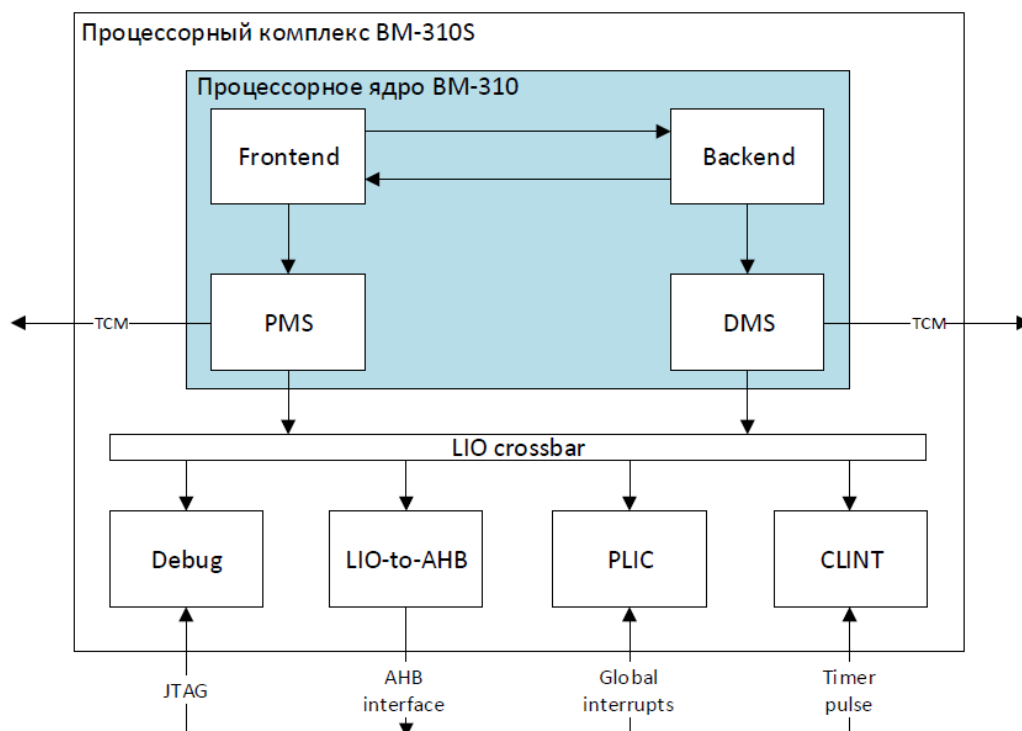 Процессорный комплекс ВМ-310S
Процессорное ядро ВМ-310
Frontend
Backend
TCM
PMS
DMS
TCM
LIO crossbar
Debug
LIO-to-AHB
PLIC
CLINT
JTAG
AHB
interface
Global
interrupts
Timer
pulse